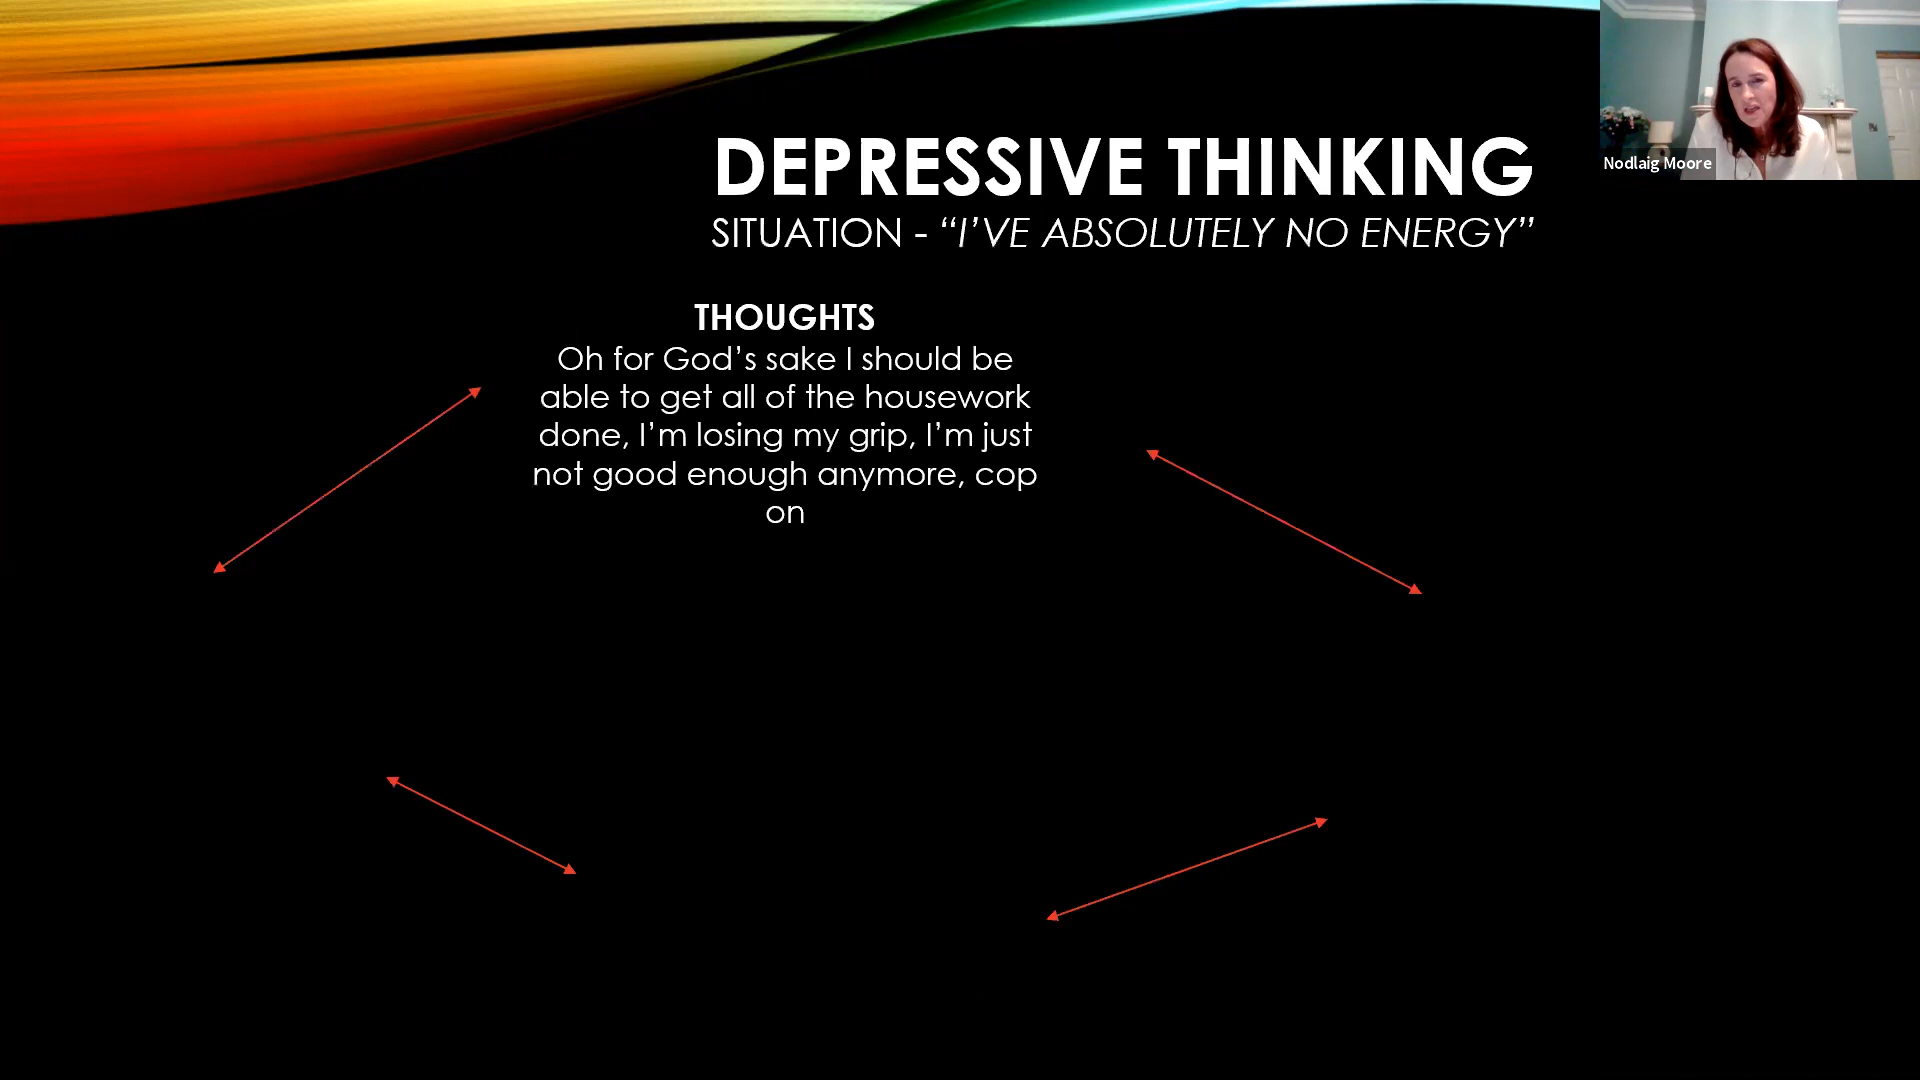 DEPRESSIVE THINKING
SITUATION - “I’VE ABSOLUTELY NO ENERGY”
THOUGHTS
Oh for God’s sake I should be
able to get all of the housework
done, I’m losing my grip, I’m just
not good enough anymore, cop
on
Nodlaig Moore